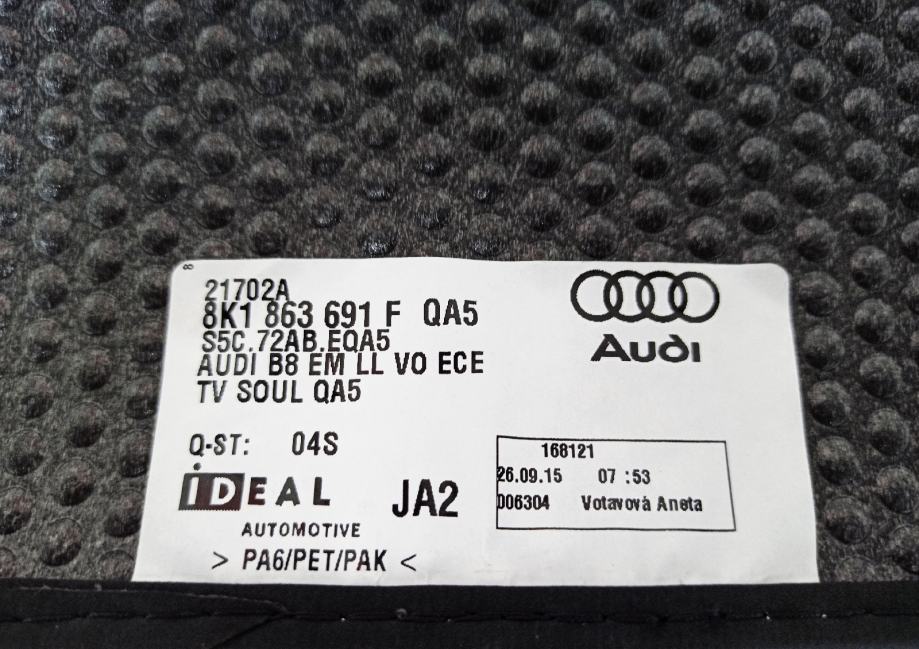 8
21702A
8K1 863 691 F QA5
S5C.72AB.EQA5
AUDI B8 EM LL VO ECE
TV SOUL QA5
Audi
Q-ST: 04S
IDEAL
AUTOMOTIVE
> PA6/PET/PAK <
JA2
168121
26.09.15 07 :53
006304 Votavová Aneta